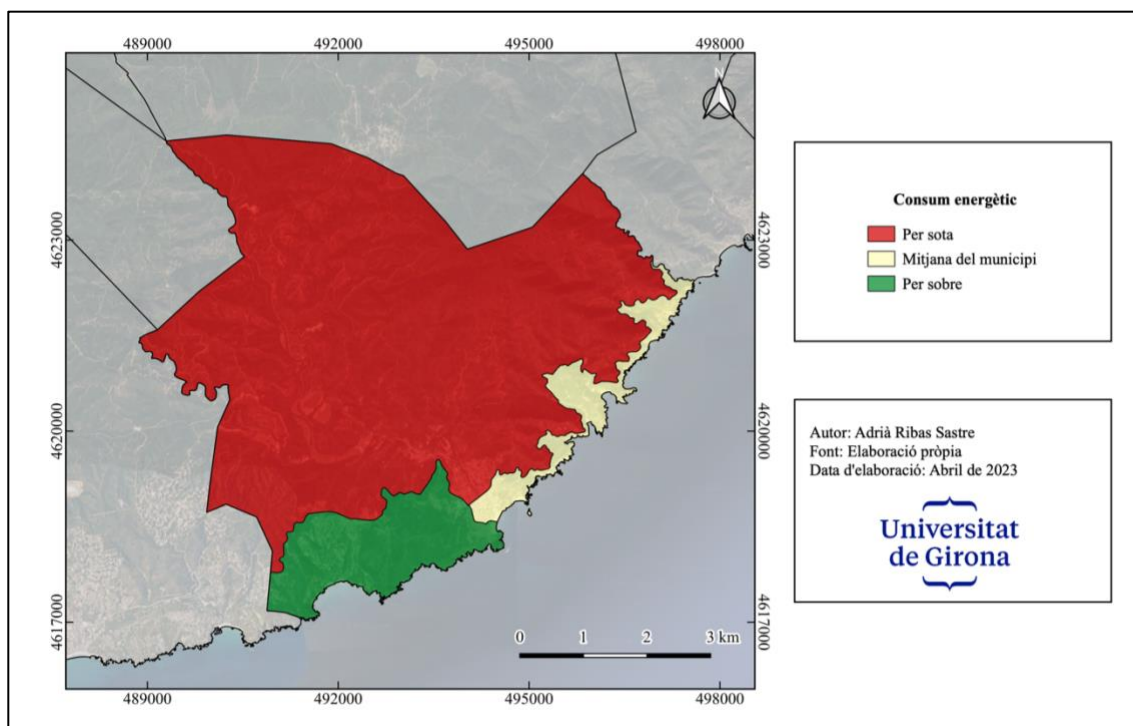 489000
492000
495000
498000
N
4623000
4623000
4620000
4620000
4617000
4617000
0 1 2 3 km
489000
492000
495000
498000
Consum energètic
Per sota
Mitjana del municipi
Per sobre
Autor: Adrià Ribas Sastre
Font: Elaboració pròpia
Data d'elaboració: Abril de 2023
Universitat
de Girona